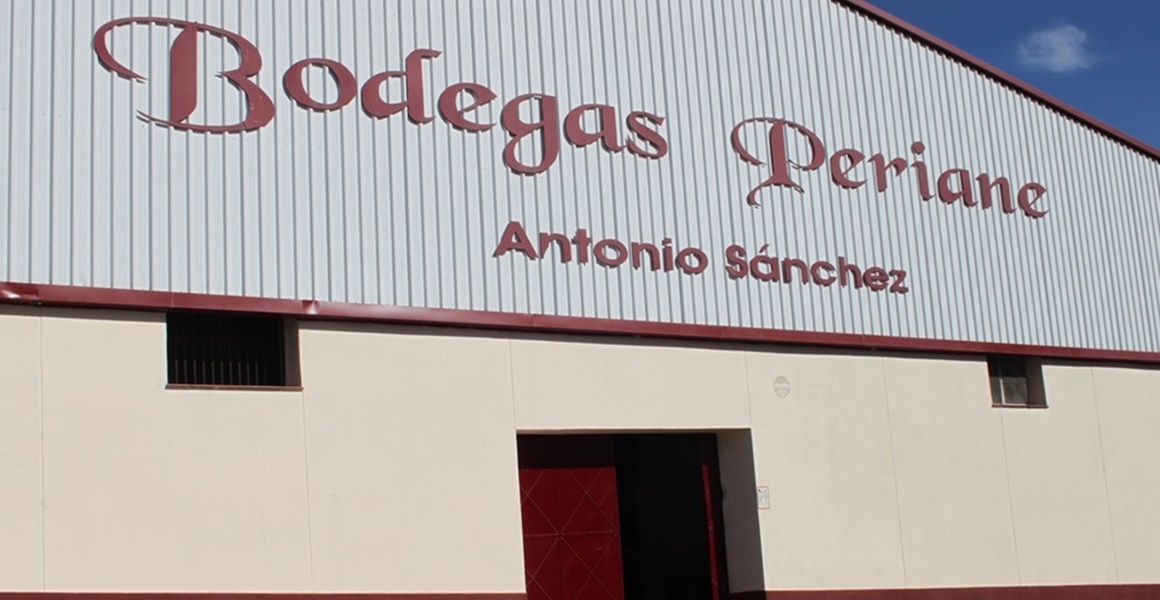 Bodegas Periane
Antonio Sánchez